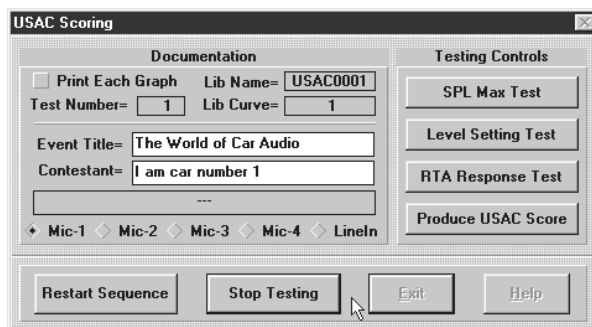 USAC Scoring
Documentation
Print Each Graph Lib Name= USAC0001
Test Number= 1 Lib Curve= 1
Event Title= The World of Car Audio
Contestant= I am car number 1
---
Mic-1 Mic-2 Mic-3 Mic-4 LineIn
Testing Controls
SPL Max Test
Level Setting Test
RTA Response Test
Produce USAC Score
Restart Sequence Stop Testing Exit Help